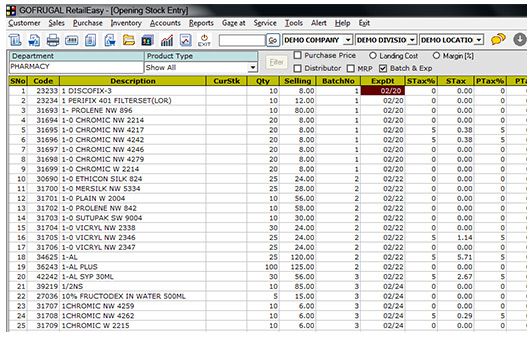 GOFRUGAL RetailEasy - [Opening Stock Entry]
Customer Sales Purchase Inventory Accounts Reports Gaze at Service Tools Alert Help Exit
EXIT Go DEMO COMPANY DEMO DIVISIO DEMO LOCATIO
Department Product Type Filter Purchase Price Landing Cost Margin [%]
PHARMACY Show All Distributor MRP Batch & Exp
SNo Code Description CurStk Qty Selling BatchNo ExpDt STax% STax PTax% PTa
1 23233 1 DISCOFIX-3 10 8.00 1 02/20 0 0.00 0
2 23234 1 PERIFIX 401 FILTERSET(LOR) 10 12.00 1 02/20 0 0.00 0
3 31693 1- PROLENE NW 896 10 80.00 1 02/20 0 0.00 0
4 31694 1-0 CHROMIC NW 2214 20 8.00 1 02/20 0 0.00 0
5 31695 1-0 CHROMIC NW 4217 20 8.00 1 02/20 5 0.38 5
6 31696 1-0 CHROMIC NW 4242 20 8.00 1 02/20 5 0.38 5
7 31697 1-0 CHROMIC NW 4246 20 8.00 1 02/20 0 0.00 0
8 31698 1-0 CHROMIC NW 4279 20 8.00 1 02/20 0 0.00 0
9 31699 1-0 CHROMIC W 2214 20 8.00 1 02/20 0 0.00 0
10 30690 1-0 ETHICON SILK 824 25 24.00 2 02/22 0 0.00 0
11 31700 1-0 MERSILK NW 5334 25 28.00 2 02/22 0 0.00 0
12 31701 1-0 PLAIN W 2004 10 56.00 2 02/22 0 0.00 0
13 31702 1-0 PROLENE NW 842 10 58.00 2 02/22 0 0.00 0
14 31703 1-0 SUTUPAK SW 9004 10 30.00 2 02/22 0 0.00 0
15 31704 1-0 VICRYL NW 2338 30 24.00 2 02/22 0 0.00 0
16 31705 1-0 VICRYL NW 2346 25 24.00 2 02/22 5 1.14 5
17 31706 1-0 VICRYL NW 2347 25 24.00 2 02/22 0 0.00 0
18 34625 1-AL 25 120.00 2 02/22 5 5.71 5
19 36243 1-AL PLUS 100 125.00 2 02/22 0 0.00 0
20 42242 1-AL SYP 30ML 30 56.00 3 02/22 5 2.67 5
21 39219 1/2NS 10 85.00 3 02/24 0 0.00 0
22 27036 10% FRUCTODEX IN WATER 500ML 5 15.00 3 02/24 0 0.00 0
23 31707 1CHROMIC NW 4259 10 6.00 3 02/24 0 0.00 0
24 31708 1CHROMIC NW 4262 10 6.00 3 02/24 5 0.29 5
25 31709 1CHROMIC W 2215 10 6.00 3 02/24 0 0.00 0